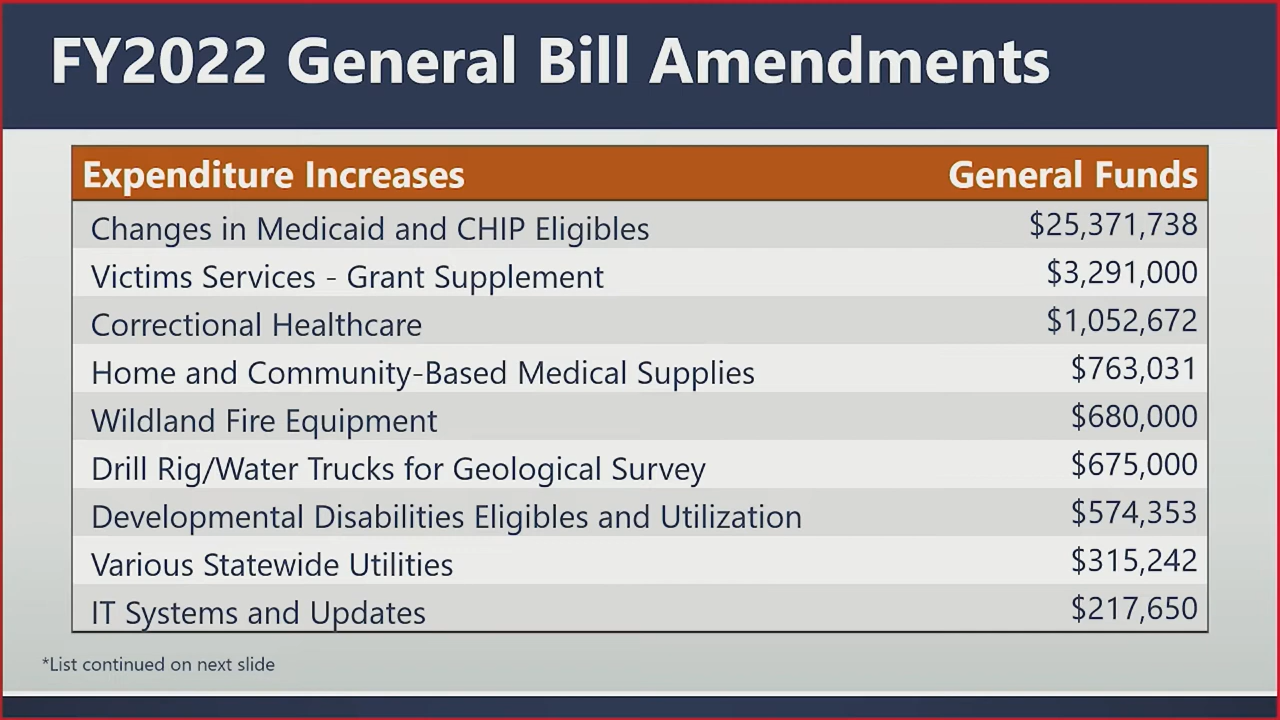 FY2022 General Bill Amendments
Expenditure Increases General Funds
Changes in Medicaid and CHIP Eligibles $25,371,738
Victims Services - Grant Supplement $3,291,000
Correctional Healthcare $1,052,672
Home and Community-Based Medical Supplies $763,031
Wildland Fire Equipment $680,000
Drill Rig/Water Trucks for Geological Survey $675,000
Developmental Disabilities Eligibles and Utilization $574,353
Various Statewide Utilities $315,242
IT Systems and Updates $217,650
*List continued on next slide